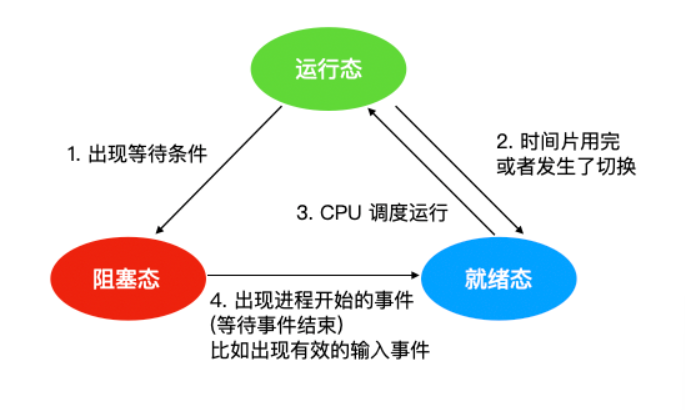 运行态
1. 出现等待条件
2. 时间片用完
或者发生了切换
3. CPU 调度运行
阻塞态
就绪态
4. 出现进程开始的事件
(等待事件结束)
比如出现有效的输入事件